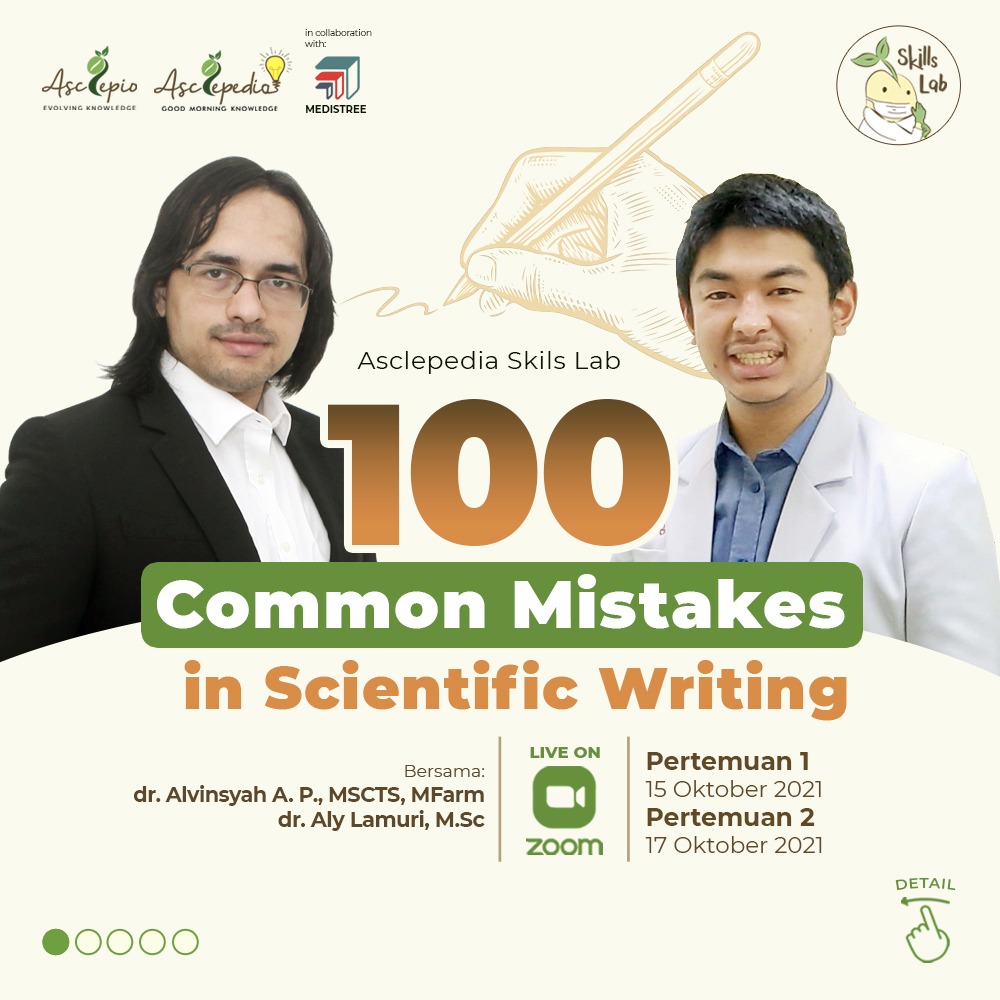 Asclepio
EVOLVING KNOWLEDGE
Asclepedia
GOOD MORNING KNOWLEDGE
in collaboration
with:
MEDISTREE
Skills
Lab
Asclepedia Skils Lab
100
Common Mistakes
in Scientific Writing
Bersama:
dr. Alvinsyah A. P., MSCTS, MFarm
dr. Aly Lamuri, M.Sc
LIVE ON
zoom
Pertemuan 1
15 Oktober 2021
Pertemuan 2
17 Oktober 2021
DETAIL